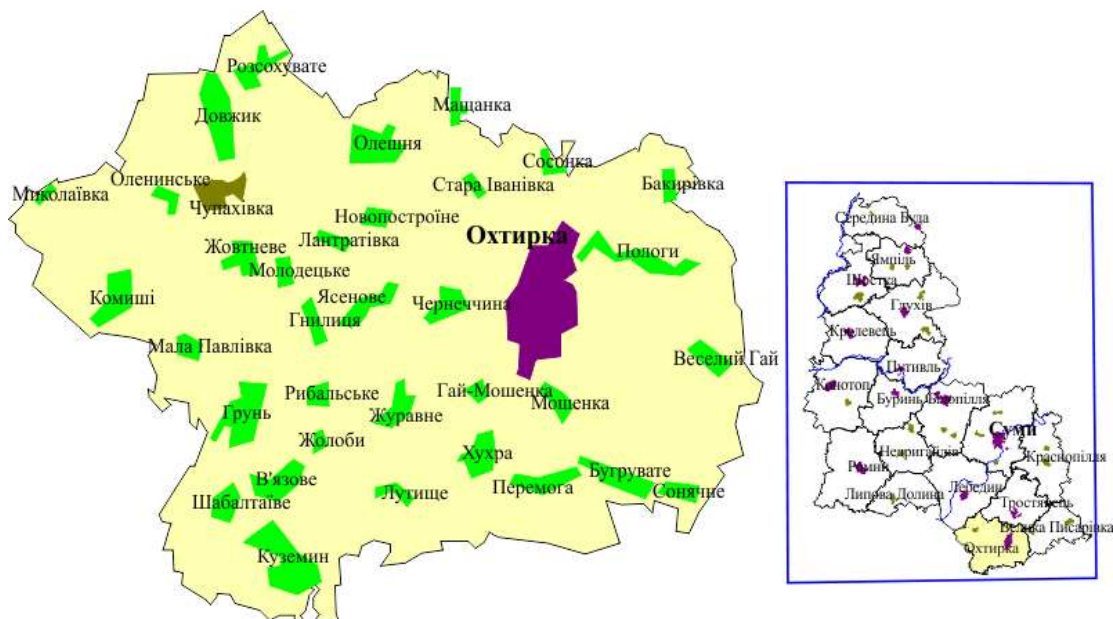 Розсохувате
Довжик
Мащанка
Олешня
Сосонка
Миколаївка
Оленинське
Чупахівка
Стара Іванівка
Бакирівка
Новопостроїне
Лантратівка
Охтирка
Пологи
Жовтневе
Молодецьке
Комиші
Ясенове
Гнилиця
Чернеччина
Мала Павлівка
Веселий Гай
Рибальське
Гай-Мошенка
Мошенка
Грунь
Журавне
Жолоби
Хухра
В'язове
Шабалтаїве
Лутище
Перемога
Бугрувате
Сонячне
Куземин
Середина Буда
Ямпіль
Шостка
Глухів
Кролевець
Путивль
Конотоп
Буринь
Білопілля
Суми
Недригайлів
Краснопілля
Ромни
Липова Долина
Лебедин
Тростянець
Велика Писарівка
Охтирка